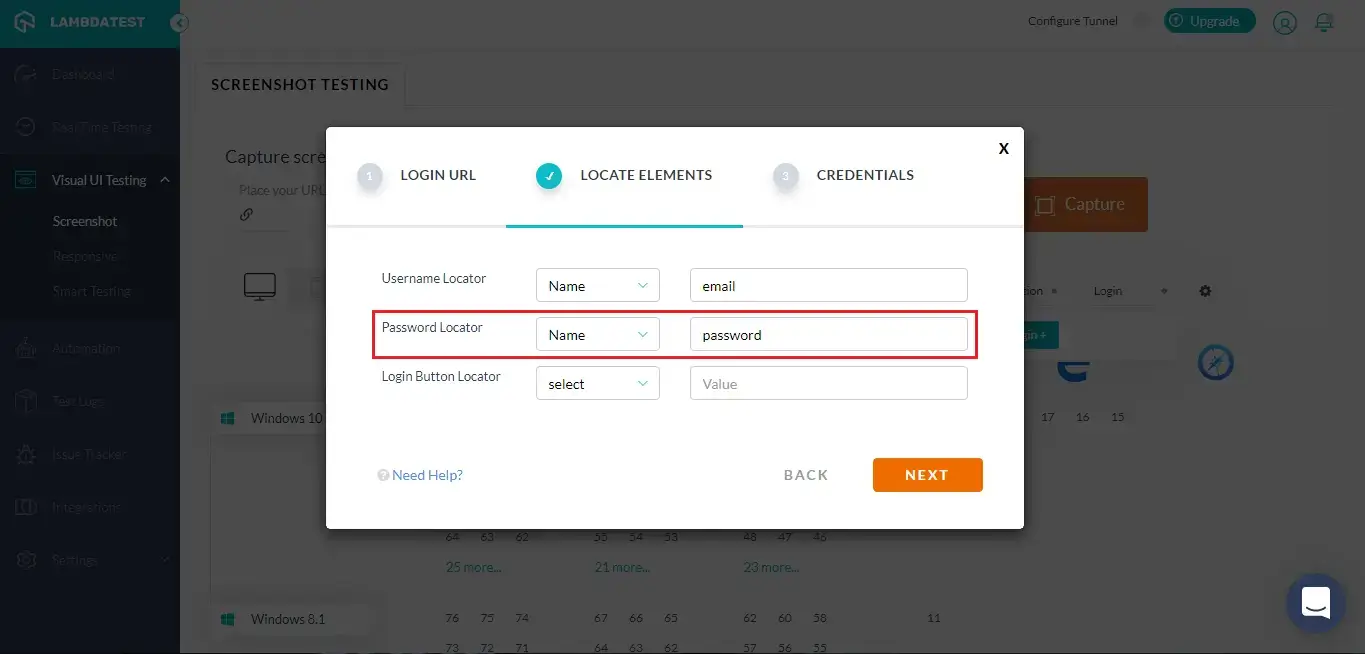 LAMBDATEST
Configure Tunnel
Upgrade
Dashboard
Real Time Testing
Visual UI Testing
Screenshot
Responsive
Smart Testing
Automation
Test Logs
Issue Tracker
Integrations
Settings
SCREENSHOT TESTING
Capture scre
Place your URL
Capture
X
1 LOGIN URL
LOCATE ELEMENTS
3 CREDENTIALS
Username Locator Name email
Password Locator Name password
Login Button Locator select Value
Need Help?
BACK
NEXT
Login
Windows 10
17 16 15
64 63 62 55 54 53 48 47 46
25 more... 21 more... 23 more...
Windows 8.1
76 75 74 67 66 65 62 60 58 11
73 72 71 64 63 62 57 56 55